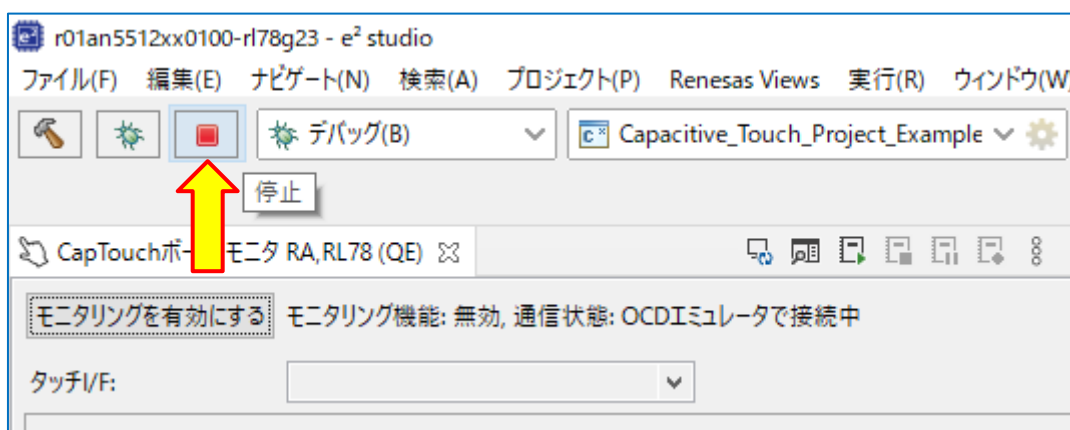 r01an5512xx0100-rl78g23 - e² studio
ファイル(F) 編集(E) ナビゲート(N) 検索(A) プロジェクト(P) Renesas Views 実行(R) ウィンドウ(W)
デバッグ(B) Capacitive_Touch_Project_Example
停止
CapTouchボー モニタ RA,RL78 (QE)
モニタリングを有効にする モニタリング機能: 無効, 通信状態: OCDエミュレータで接続中
タッチI/F: